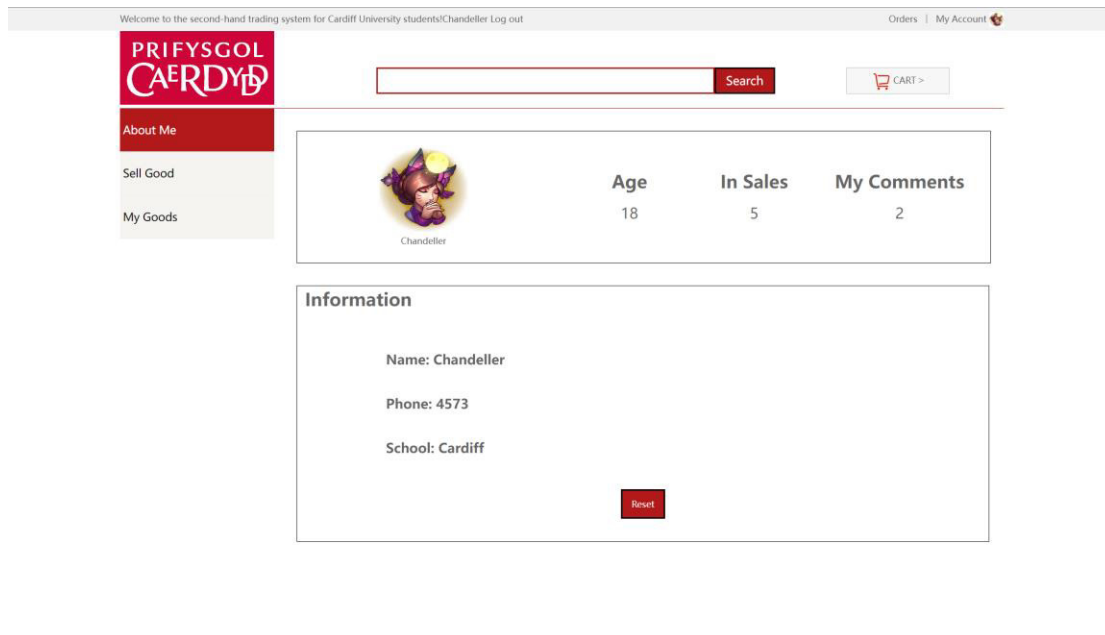 Welcome to the second-hand trading system for Cardiff University students!Chandeller Log out
Orders | My Account
PRIFYSGOL
CAERDYDD
Search
CART >
About Me
Sell Good
My Goods
Chandeller
Age
18
In Sales
5
My Comments
2
Information
Name: Chandeller
Phone: 4573
School: Cardiff
Reset